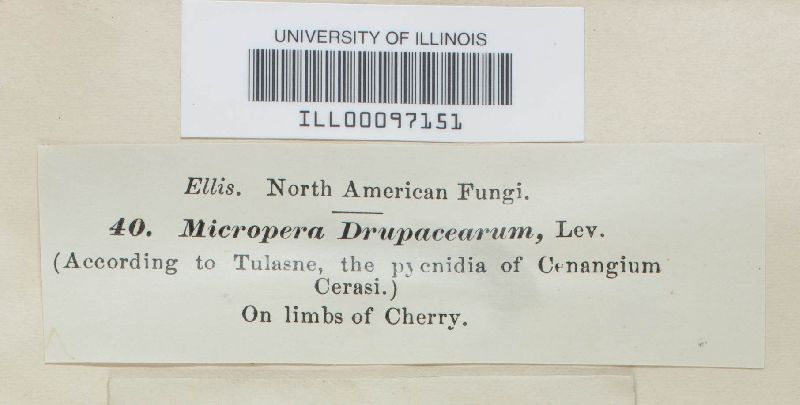 UNIVERSITY OF ILLINOIS
ILL00097151
Ellis. North American Fungi.
40. Micropera Drupacearum, Lev.
(According to Tulasne, the pycnidia of Cenangium
Cerasi.)
On limbs of Cherry.